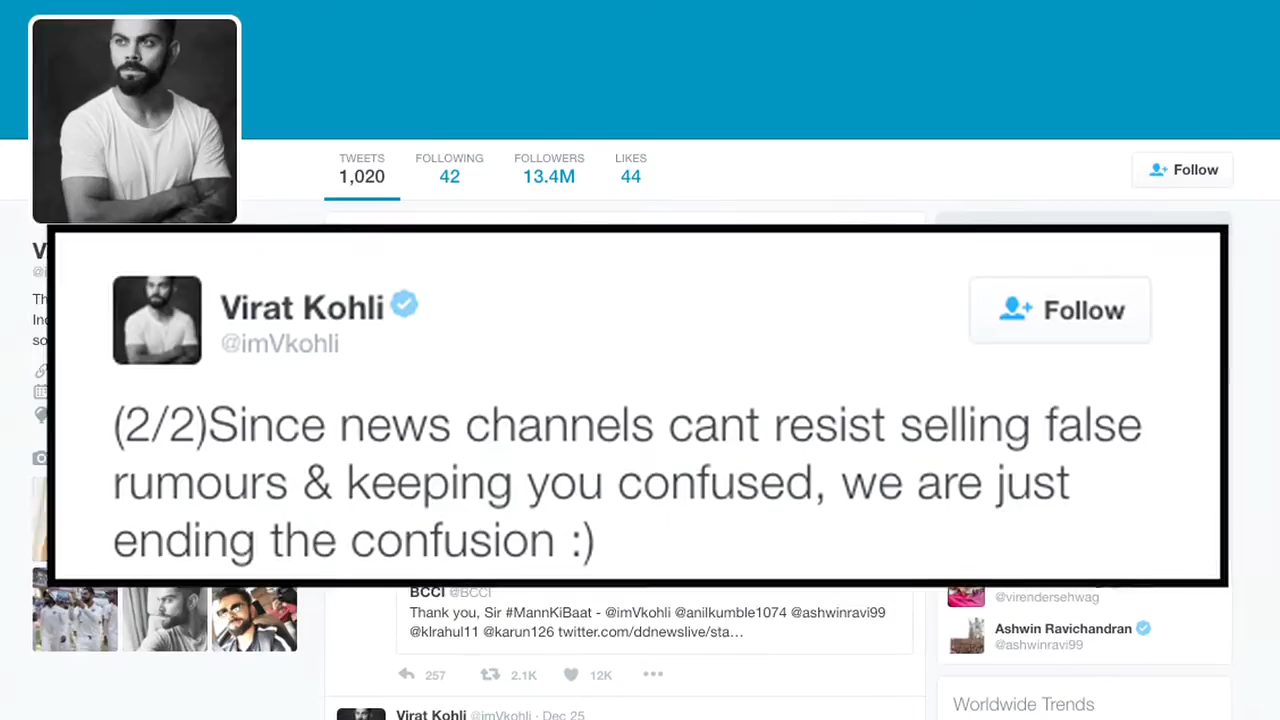 TWEETS FOLLOWING FOLLOWERS LIKES
1,020 42 13.4M 44
Follow
V
@i
Th
Inc
so
Virat Kohli
@imVkohli
Follow
(2/2)Since news channels cant resist selling false
rumours & keeping you confused, we are just
ending the confusion :)
BCCI @BCCI
Thank you, Sir #MannKiBaat - @imVkohli @anilkumble1074 @ashwinravi99
@klrahul11 @karun126 twitter.com/ddnewslive/sta…
257 2.1K 12K
Virat Kohli @imVkohli · Dec 25
@virendersehwag
Ashwin Ravichandran
@ashwinravi99
Worldwide Trends